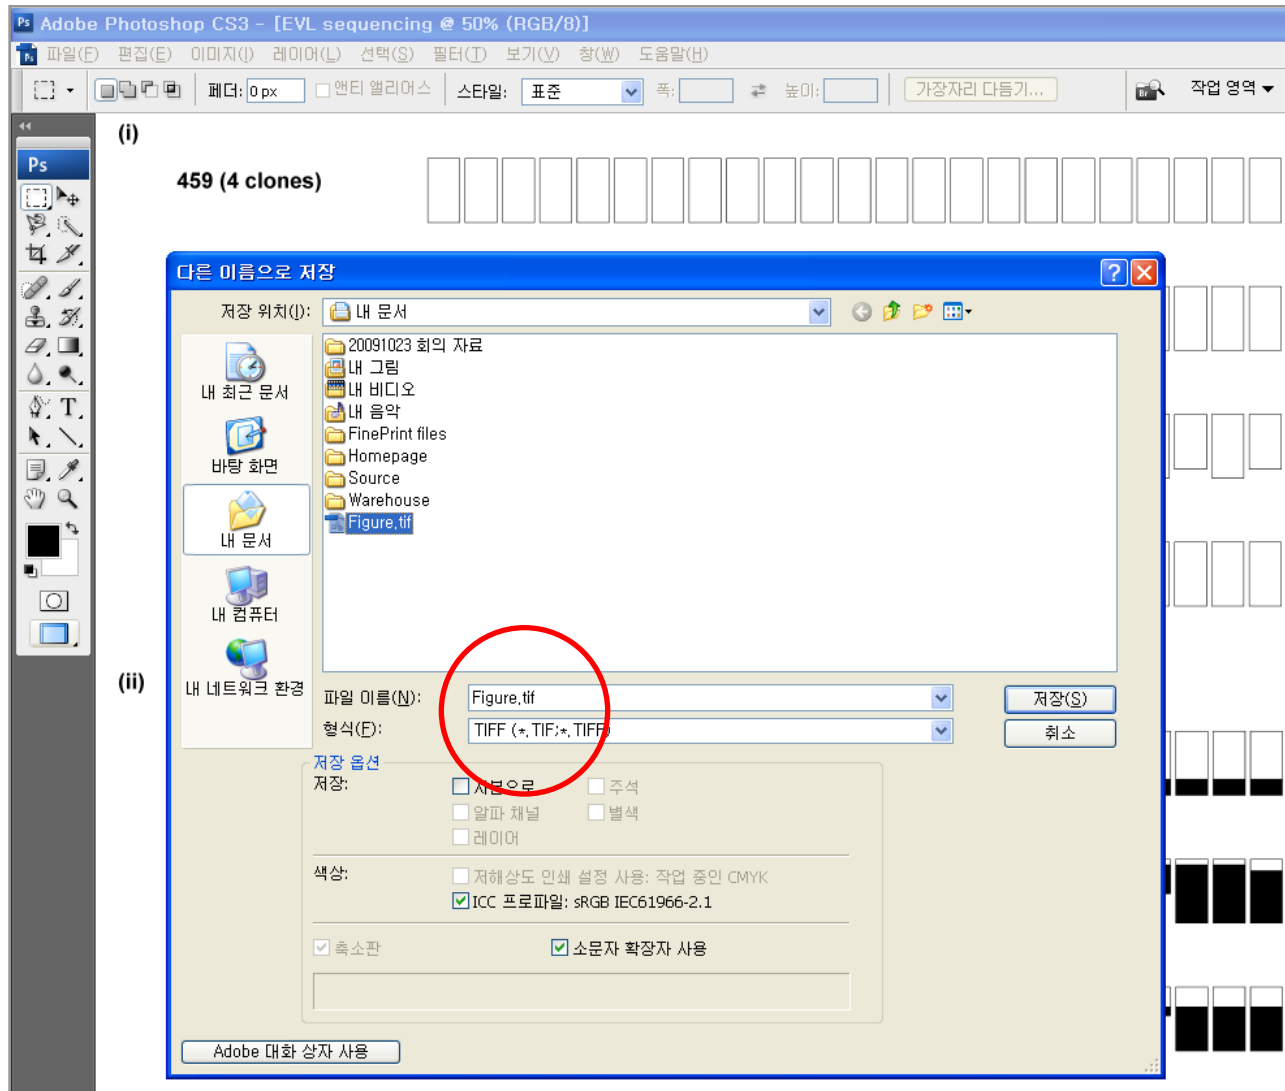 Ps Adobe Photoshop CS3 - [EVL sequencing @ 50% (RGB/8)]
파일(F) 편집(E) 이미지(I) 레이어(L) 선택(S) 필터(T) 보기(V) 창(W) 도움말(H)
페더: 0 px 앤티 앨리어스 스타일: 표준 폭: 높이: 가장자리 다듬기... Br 작업 영역
(i)
Ps
459 (4 clones)
다른 이름으로 저장
저장 위치(I): 내 문서
20091023 회의 자료
내 그림
내 비디오
내 음악
FinePrint files
Homepage
Source
Warehouse
Figure.tif
내 최근 문서
바탕 화면
내 문서
내 컴퓨터
내 네트워크 환경
(ii)
파일 이름(N): Figure.tif 저장(S)
형식(F): TIFF (*.TIF;*.TIFF) 취소
저장 옵션
저장: 사본으로 주석
알파 채널 별색
레이어
색상: 저해상도 인쇄 설정 사용: 작업 중인 CMYK
ICC 프로파일: sRGB IEC61966-2.1
축소판 소문자 확장자 사용
Adobe 대화 상자 사용